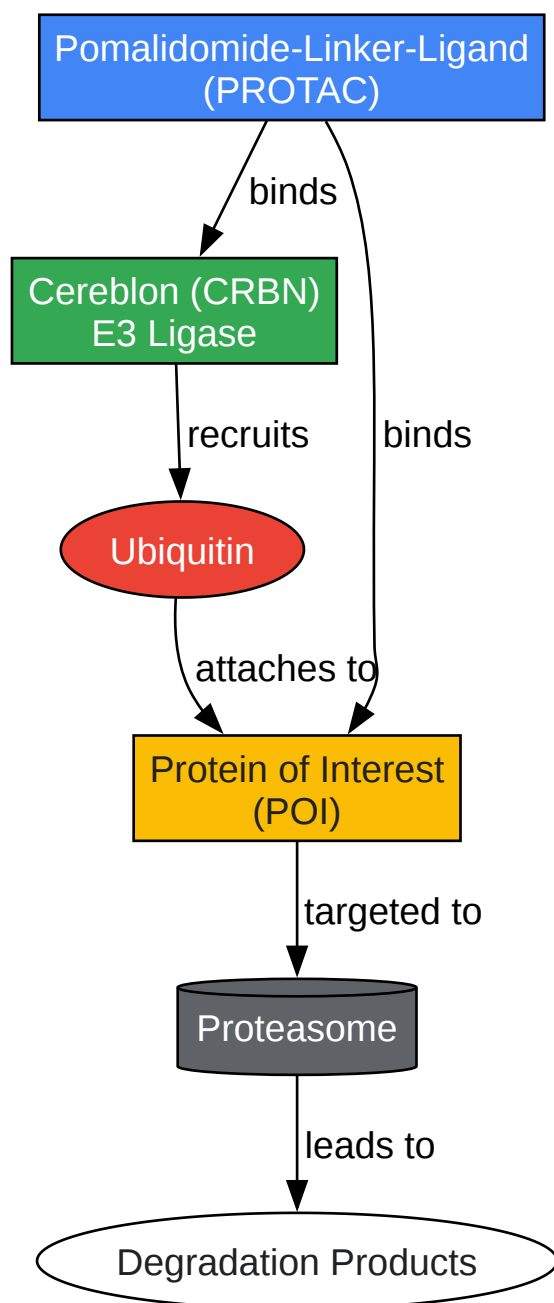 Pomalidomide-Linker-Ligand
(PROTAC)
binds
Cereblon (CRBN)
E3 Ligase
recruits
binds
Ubiquitin
attaches to
Protein of Interest
(POI)
targeted to
Proteasome
leads to
Degradation Products